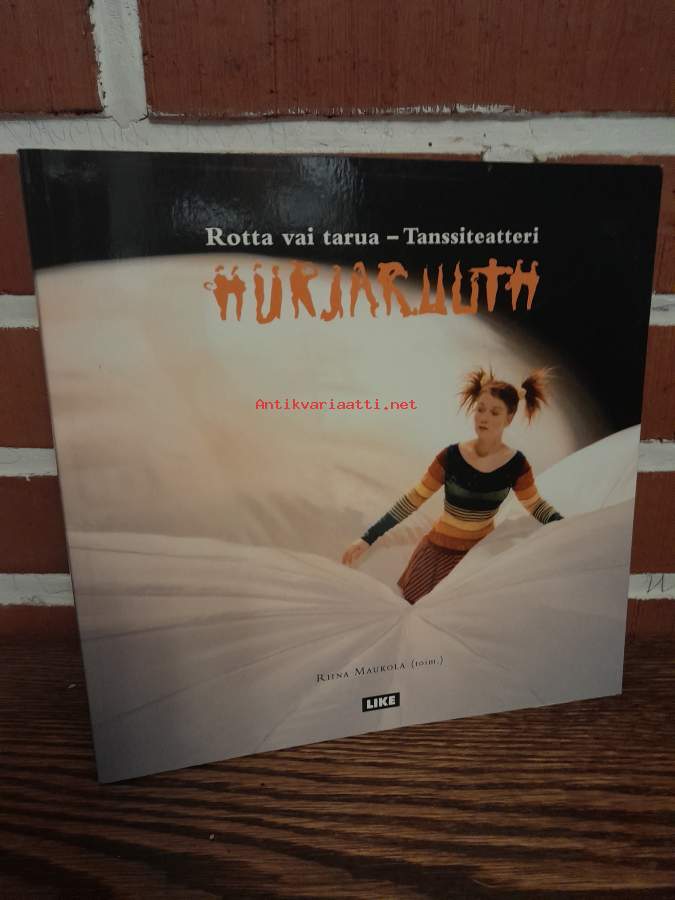 Rotta vai tarua – Tanssiteatteri
HURJARUUTH
Antikvariaatti.net
Riina Maukola (toim.)
LIKE